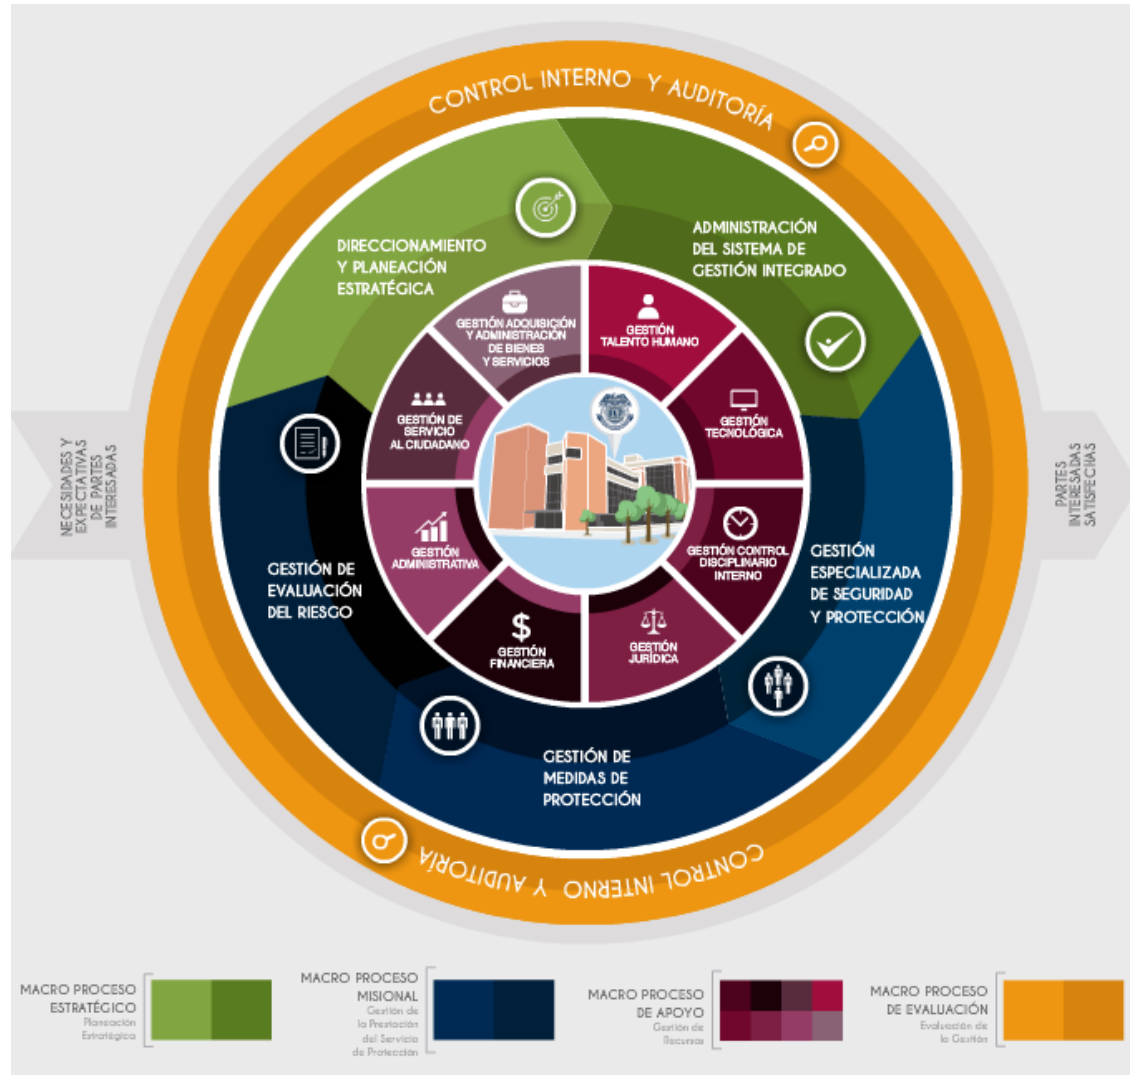 CONTROL INTERNO Y AUDITORÍA
DIRECCIONAMIENTO
Y PLANEACIÓN
ESTRATÉGICA
ADMINISTRACIÓN
DEL SISTEMA DE
GESTIÓN INTEGRADO
GESTIÓN ADQUISICIÓN
Y ADMINISTRACIÓN
DE BIENES
Y SERVICIOS
GESTIÓN
TALENTO HUMANO
GESTIÓN DE
SERVICIO
AL CIUDADANO
GESTIÓN
TECNOLÓGICA
NECESIDADES Y
EXPECTATIVAS
DE PARTES
INTERESADAS
PARTES
INTERESADAS
SATISFECHAS
GESTIÓN
ADMINISTRATIVA
GESTIÓN CONTROL
DISCIPLINARIO
INTERNO
GESTIÓN DE
EVALUACIÓN
DEL RIESGO
GESTIÓN
ESPECIALIZADA
DE SEGURIDAD
Y PROTECCIÓN
$
GESTIÓN
FINANCIERA
GESTIÓN
JURÍDICA
GESTIÓN DE
MEDIDAS DE
PROTECCIÓN
CONTROL INTERNO Y AUDITORÍA
MACRO PROCESO
ESTRATÉGICO
Planeación
Estratégica
MACRO PROCESO
MISIONAL
Gestión de
la Prestación
del Servicio
de Protección
MACRO PROCESO
DE APOYO
Gestión de
Recursos
MACRO PROCESO
DE EVALUACIÓN
Evaluación de
la Gestión